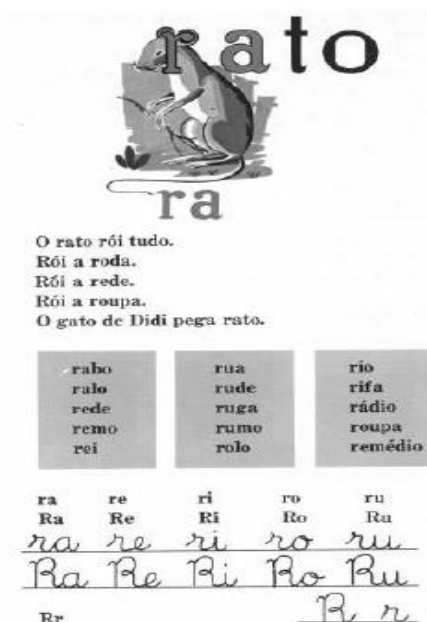 rato
ra
O rato rói tudo.
Rói a roda.
Rói a rede.
Rói a roupa.
O gato de Didi pega rato.
rabo rua rio
ralo rude rifa
rede ruga rádio
remo rumo roupa
rei rolo remédio
ra re ri ro ru
Ra Re Ri Ro Ru
ra re ri ro ru
Ra Re Ri Ro Ru
Rr R r